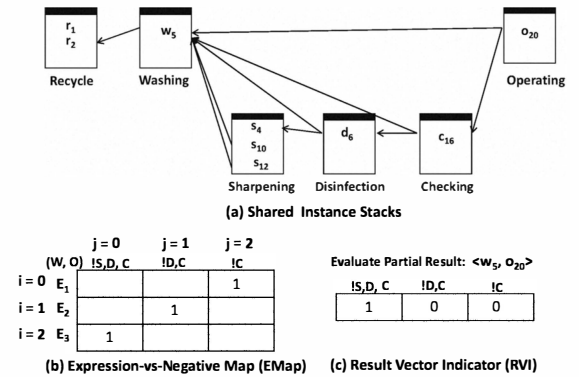 r1
r2
w5
o20
Recycle
Washing
Operating
s4
s10
s12
d6
c16
Sharpening
Disinfection
Checking
(a) Shared Instance Stacks
j = 0
j = 1
j = 2
(W, O)
!S,D, C
!D,C
!C
i = 0 E1
1
i = 1 E2
1
i = 2 E3
1
(b) Expression-vs-Negative Map (EMap)
Evaluate Partial Result: <w5, o20>
!S,D, C
!D,C
!C
1
0
0
(c) Result Vector Indicator (RVI)